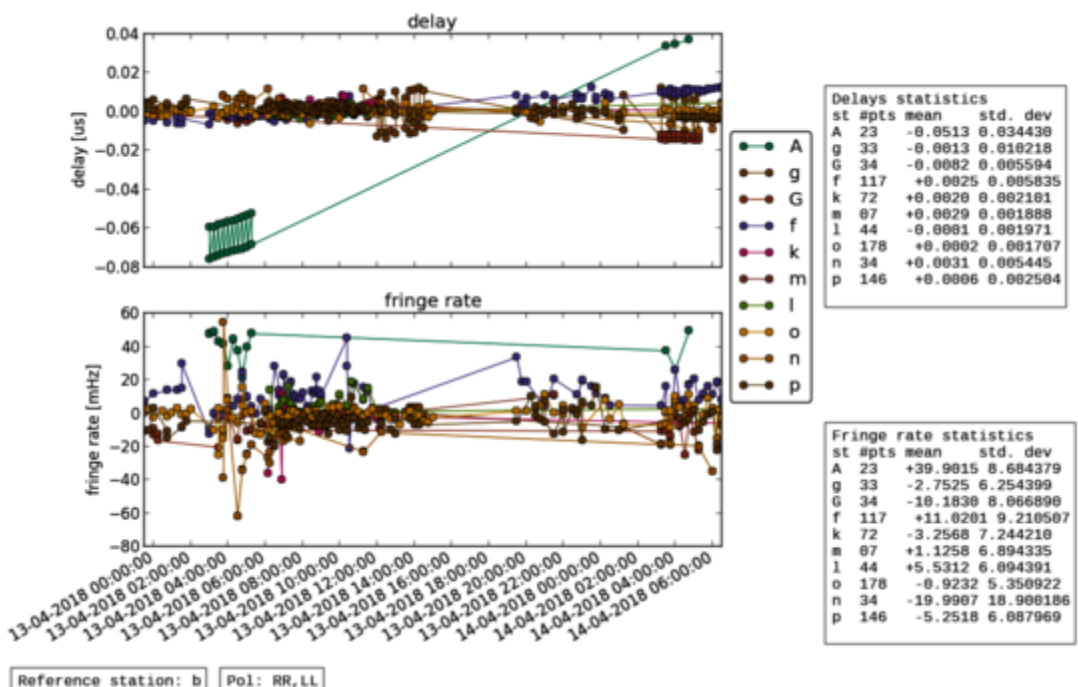 delay
0.04
0.02
0.00
−0.02
−0.04
−0.06
−0.08
delay [us]
A
g
G
f
k
m
l
o
n
p
Delays statistics
st #pts mean std. dev
A 23 -0.0513 0.034430
g 33 -0.0013 0.010218
G 34 -0.0082 0.005594
f 117 +0.0025 0.005835
k 72 +0.0020 0.002101
m 07 +0.0029 0.001888
l 44 -0.0001 0.001971
o 178 +0.0002 0.001707
n 34 +0.0031 0.005445
p 146 +0.0006 0.002504
fringe rate
60
40
20
0
−20
−40
−60
−80
fringe rate [mHz]
13-04-2018 00:00:00
13-04-2018 02:00:00
13-04-2018 04:00:00
13-04-2018 06:00:00
13-04-2018 08:00:00
13-04-2018 10:00:00
13-04-2018 12:00:00
13-04-2018 14:00:00
13-04-2018 16:00:00
13-04-2018 18:00:00
13-04-2018 20:00:00
13-04-2018 22:00:00
14-04-2018 00:00:00
14-04-2018 02:00:00
14-04-2018 04:00:00
14-04-2018 06:00:00
Fringe rate statistics
st #pts mean std. dev
A 23 +39.9015 8.684379
g 33 -2.7525 6.254399
G 34 -10.1830 8.066890
f 117 +11.0201 9.210507
k 72 -3.2568 7.244210
m 07 +1.1258 6.894335
l 44 +5.5312 6.094391
o 178 -0.9232 5.350922
n 34 -19.9907 18.900186
p 146 -5.2518 6.087969
Reference station: b
Pol: RR,LL